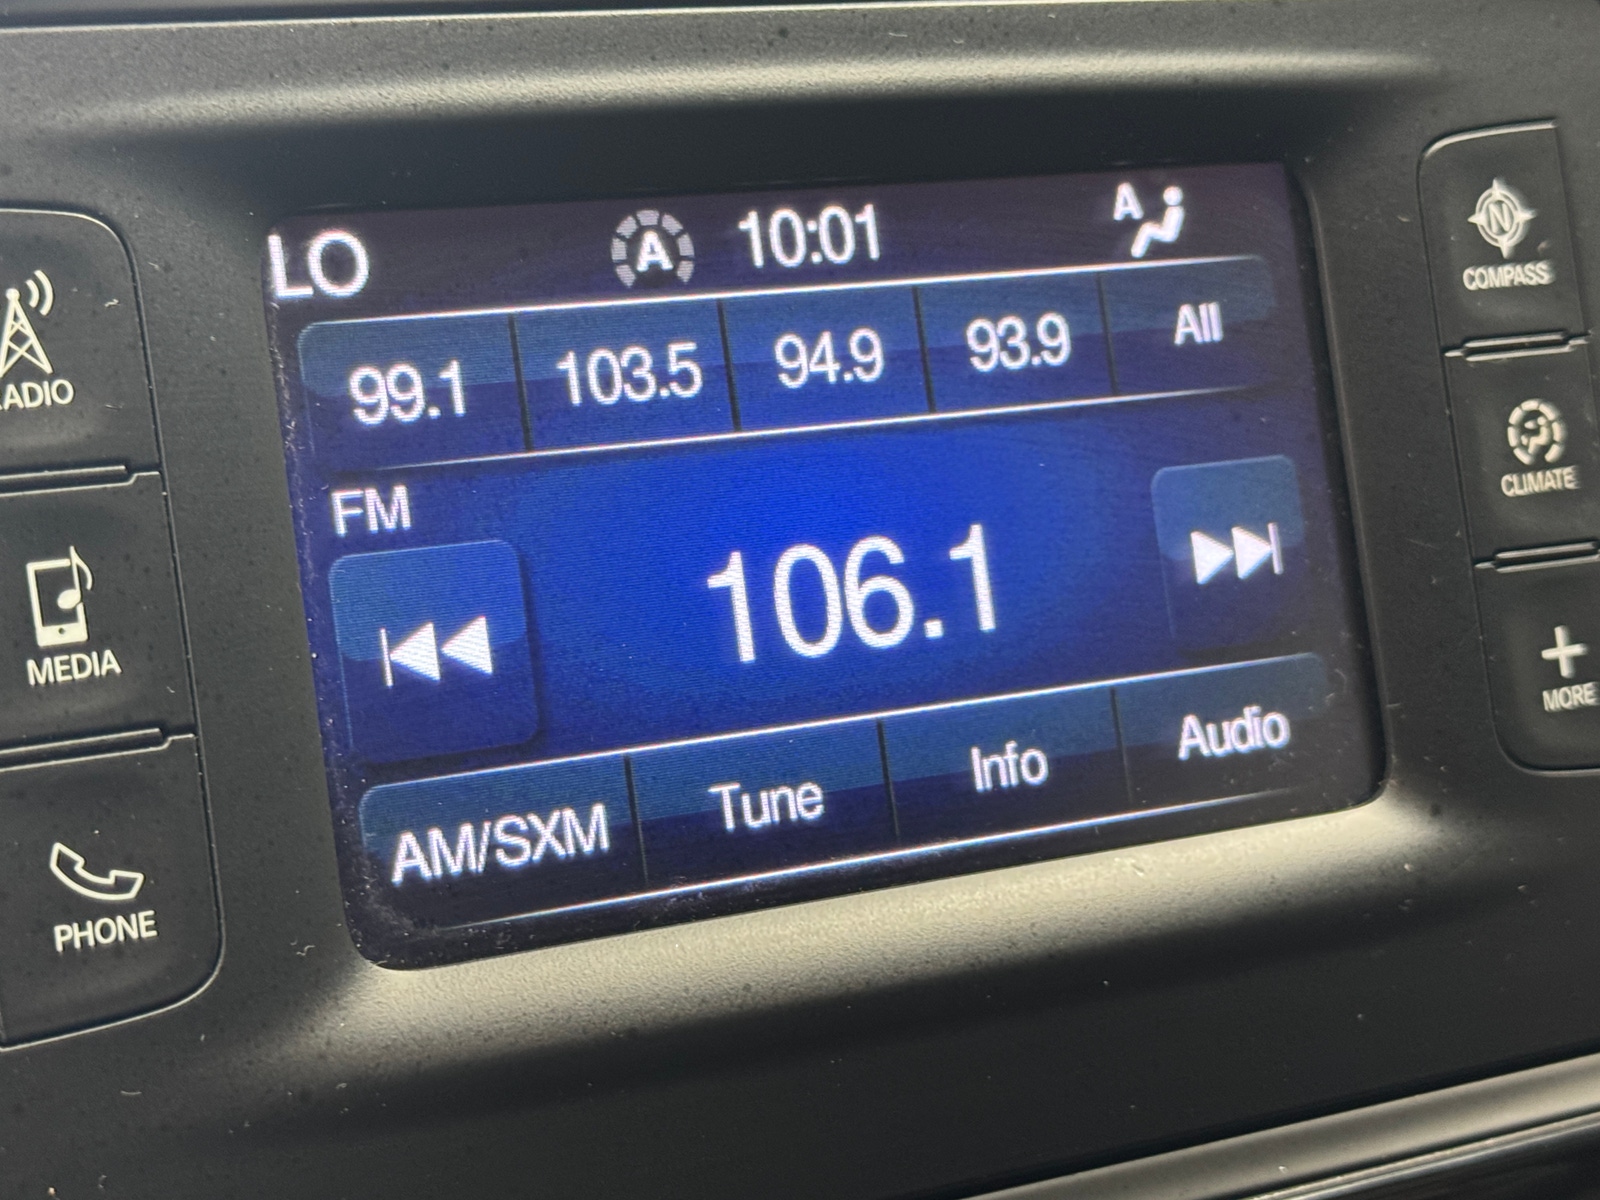 LO A 10:01 A
99.1 103.5 94.9 93.9 All
FM
106.1
AM/SXM Tune Info Audio
RADIO
MEDIA
PHONE
N
COMPASS
CLIMATE
MORE